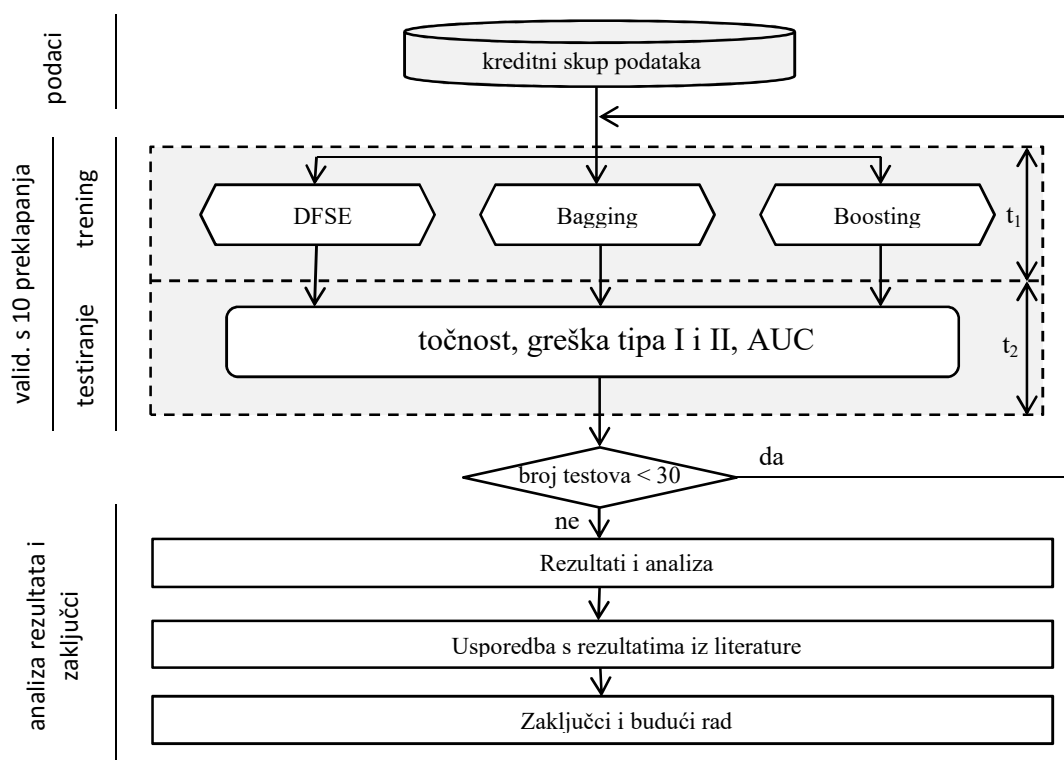 podaci
kreditni skup podataka
valid. s 10 preklapanja
trening
DFSE
Bagging
Boosting
t1
testiranje
točnost, greška tipa I i II, AUC
t2
broj testova < 30
da
ne
analiza rezultata i
zaključci
Rezultati i analiza
Usporedba s rezultatima iz literature
Zaključci i budući rad